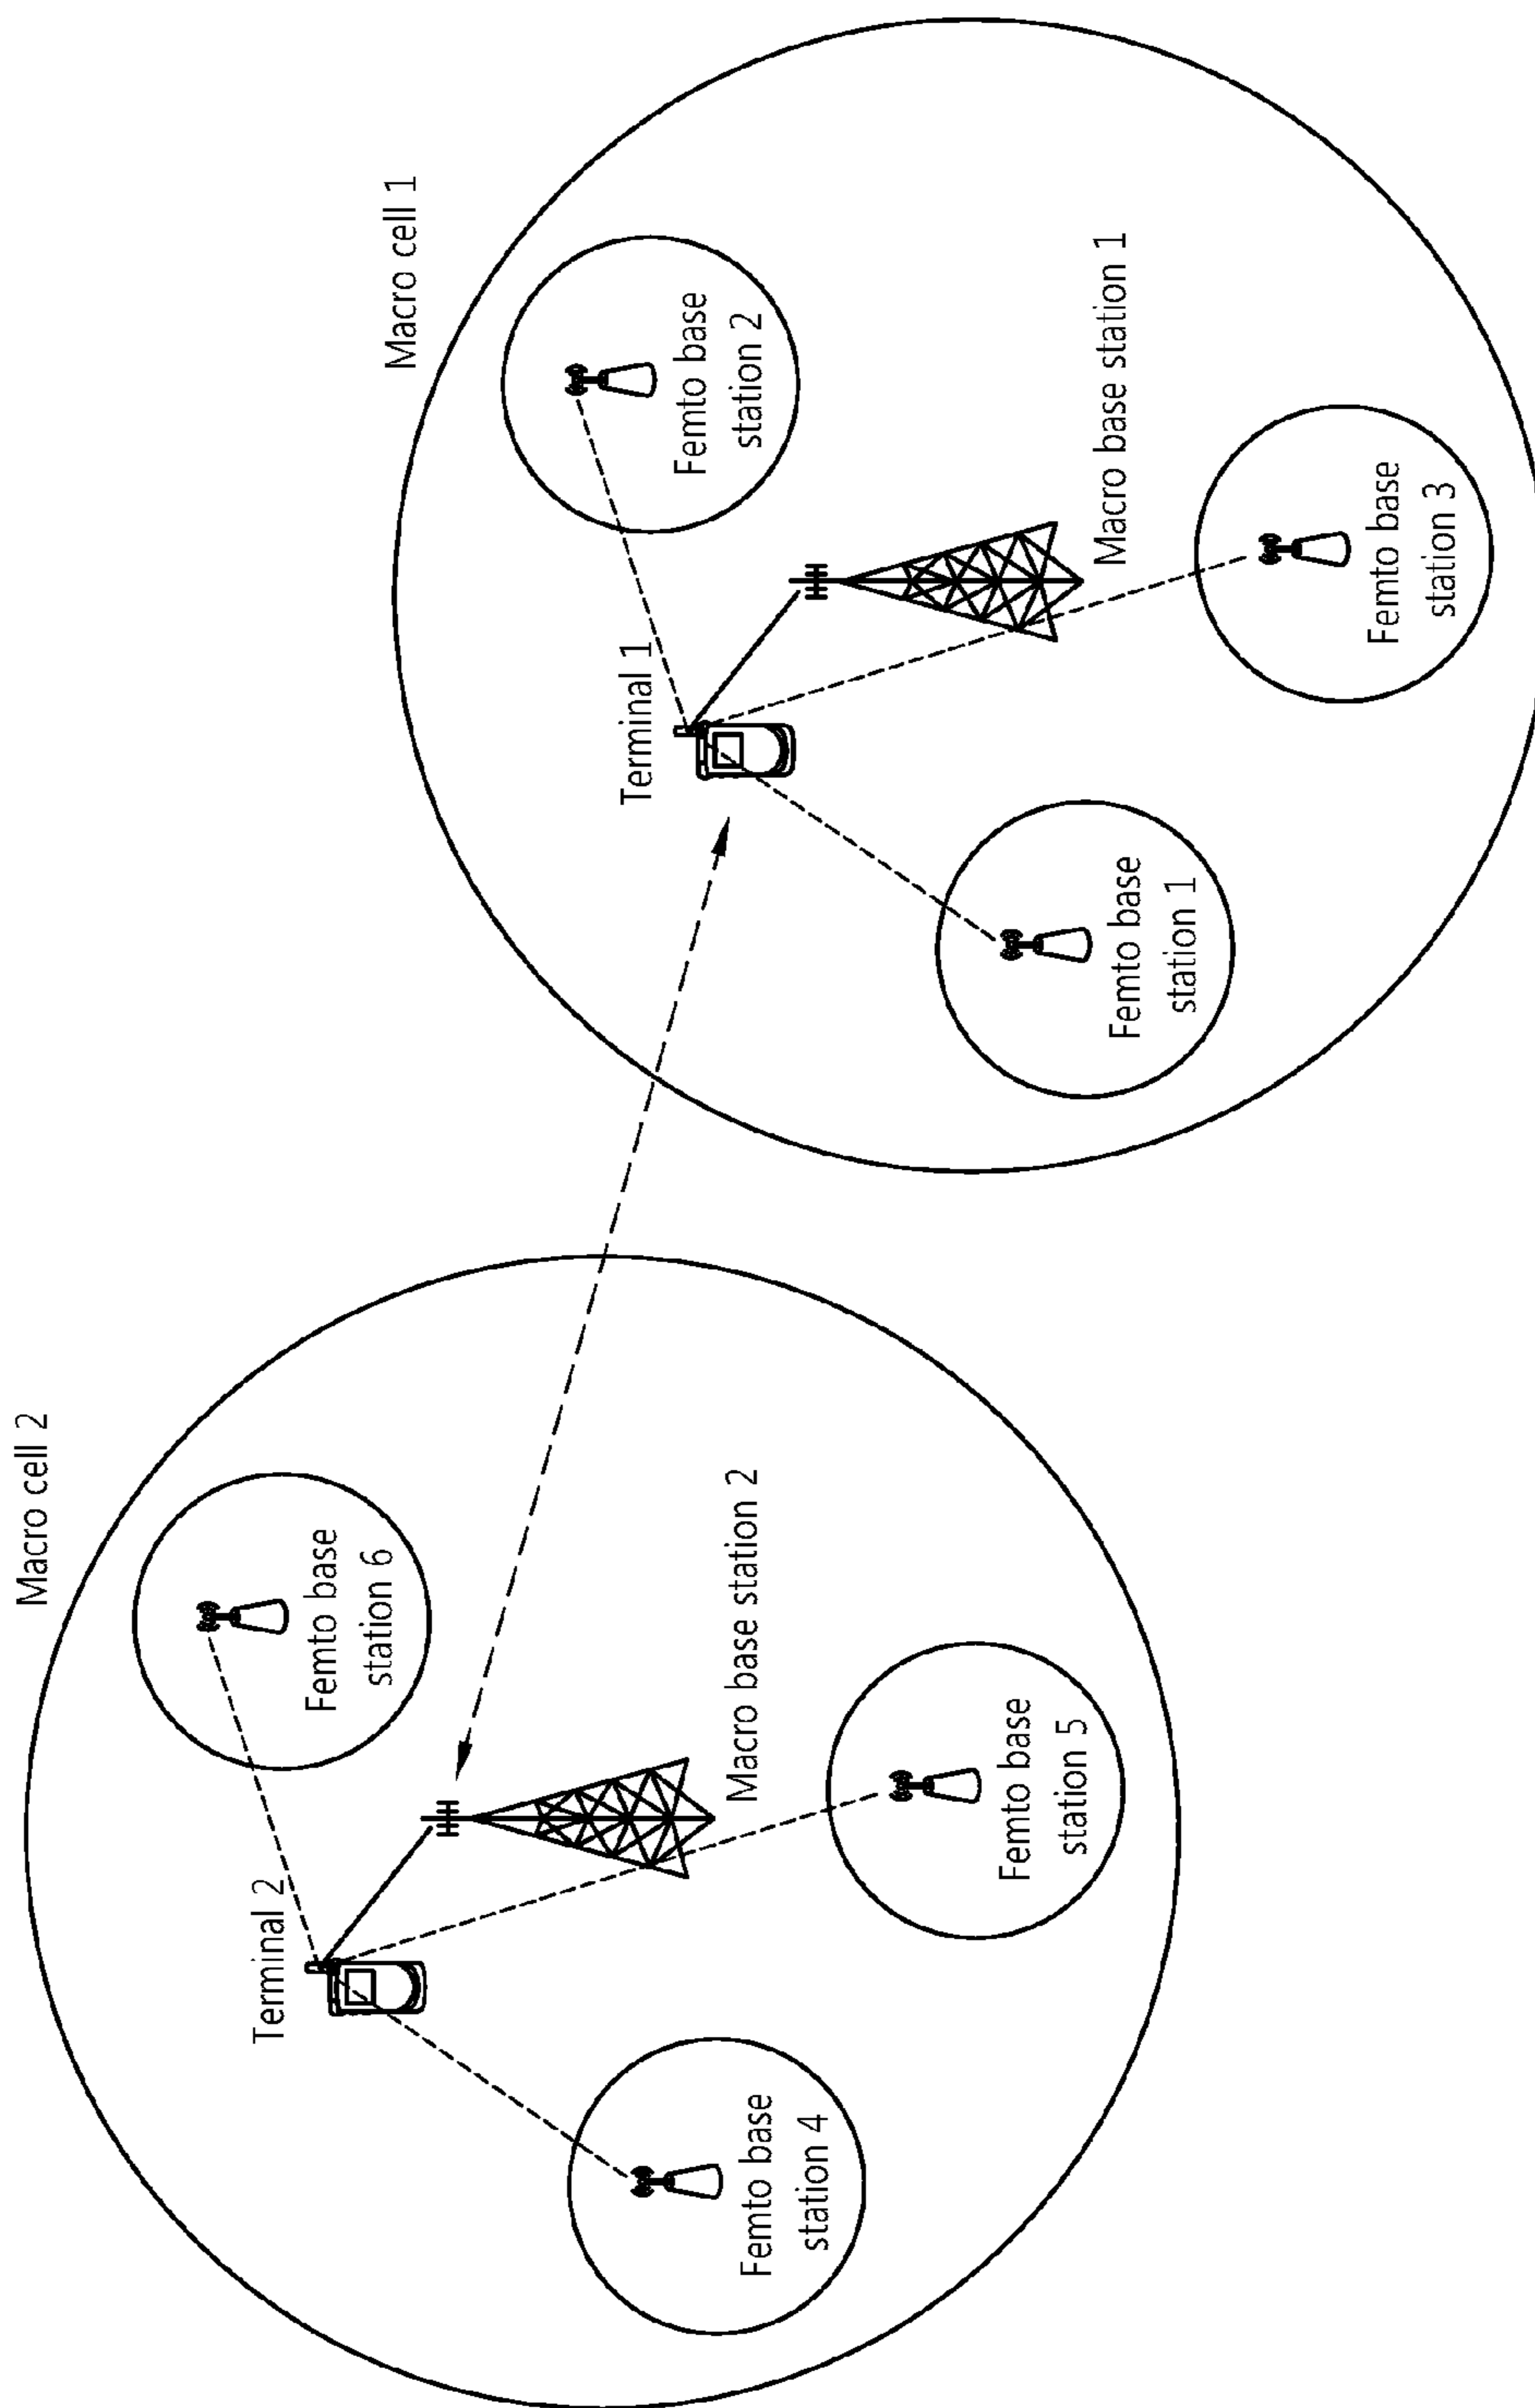 Macro cell 2
Terminal 2
Femto base
station 6
Macro base station 2
Femto base
station 4
Femto base
station 5
Macro cell 1
Terminal 1
Femto base
station 2
Macro base station 1
Femto base
station 1
Femto base
station 3